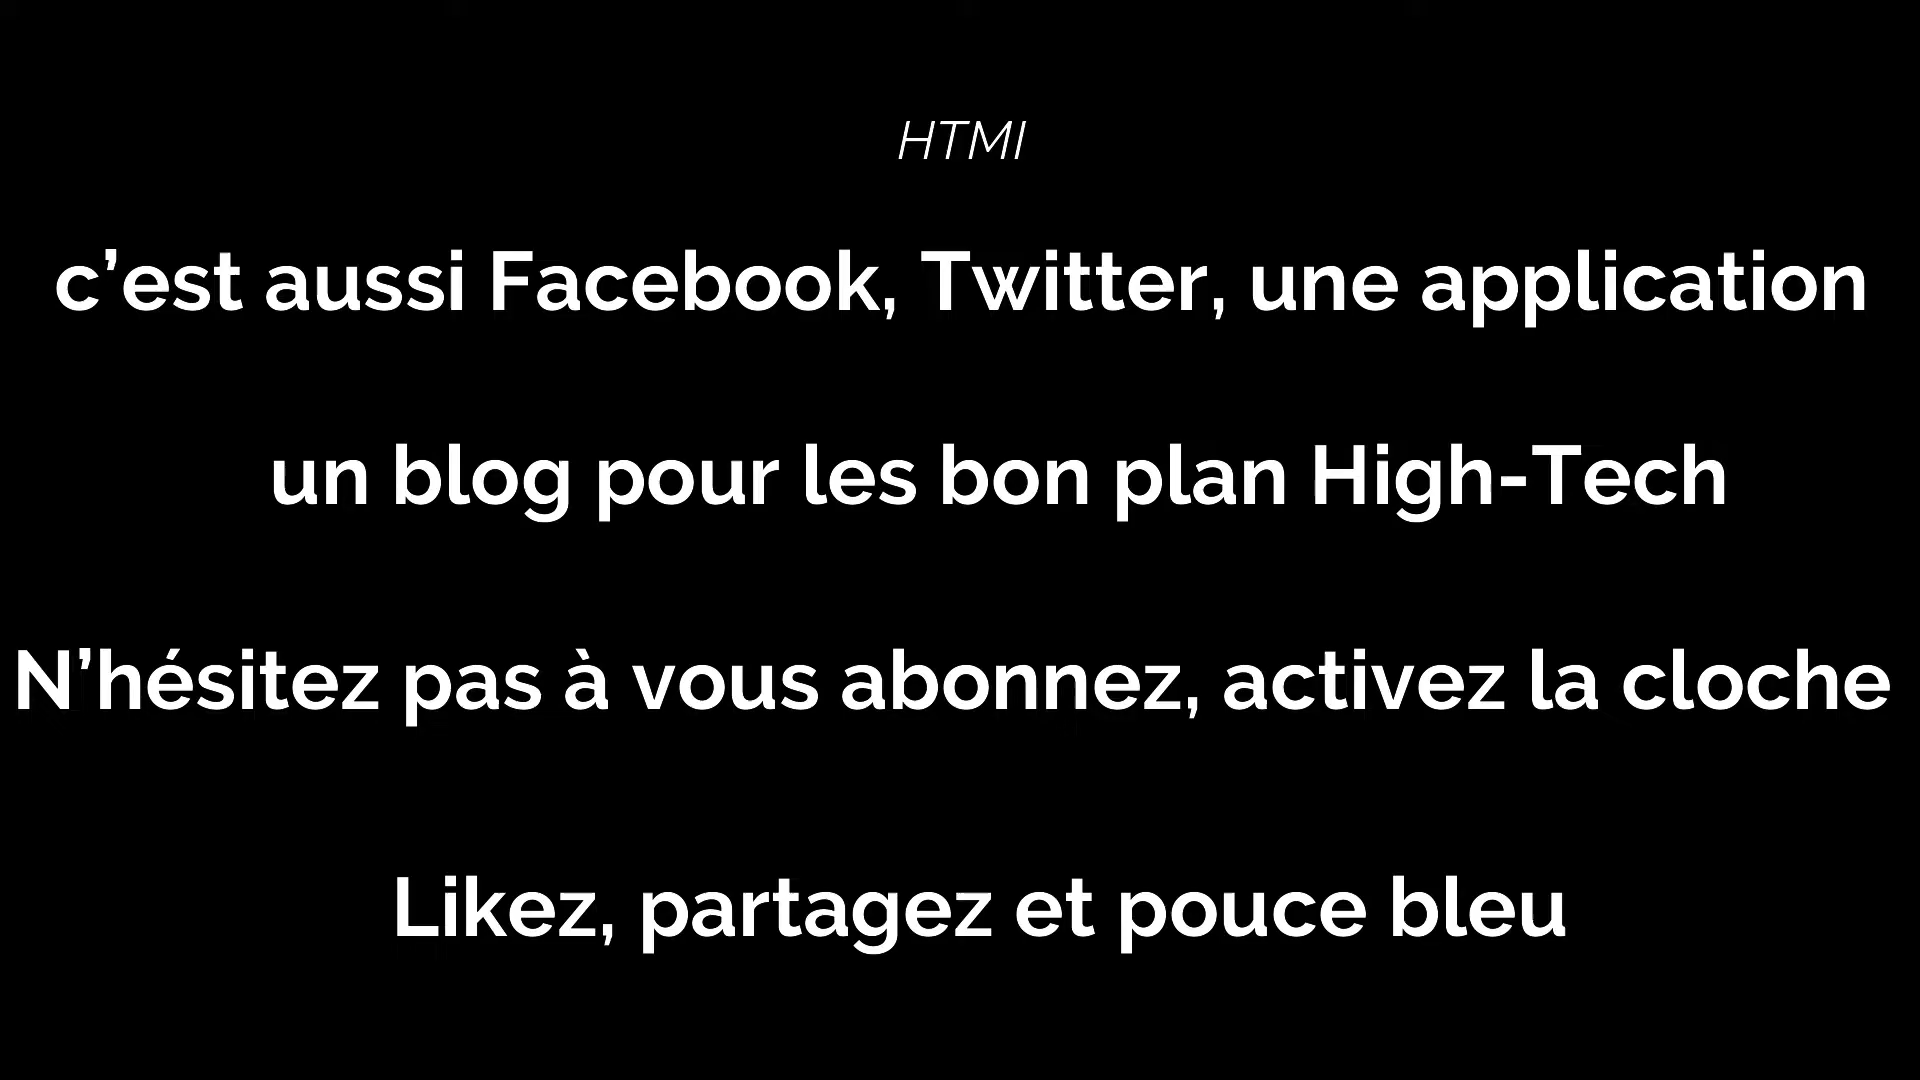 HTMI
c’est aussi Facebook, Twitter, une application
un blog pour les bon plan High-Tech
N’hésitez pas à vous abonnez, activez la cloche
Likez, partagez et pouce bleu